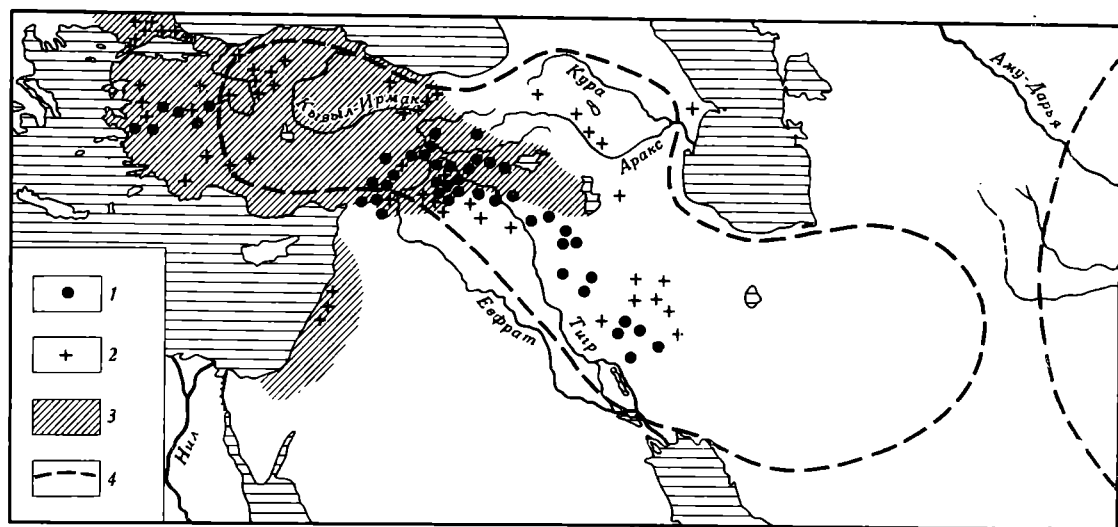 Кызыл-Ирмак
Кура
Аму-Дарья
Аракс
Евфрат
Тигр
Нил
1
2
3
4